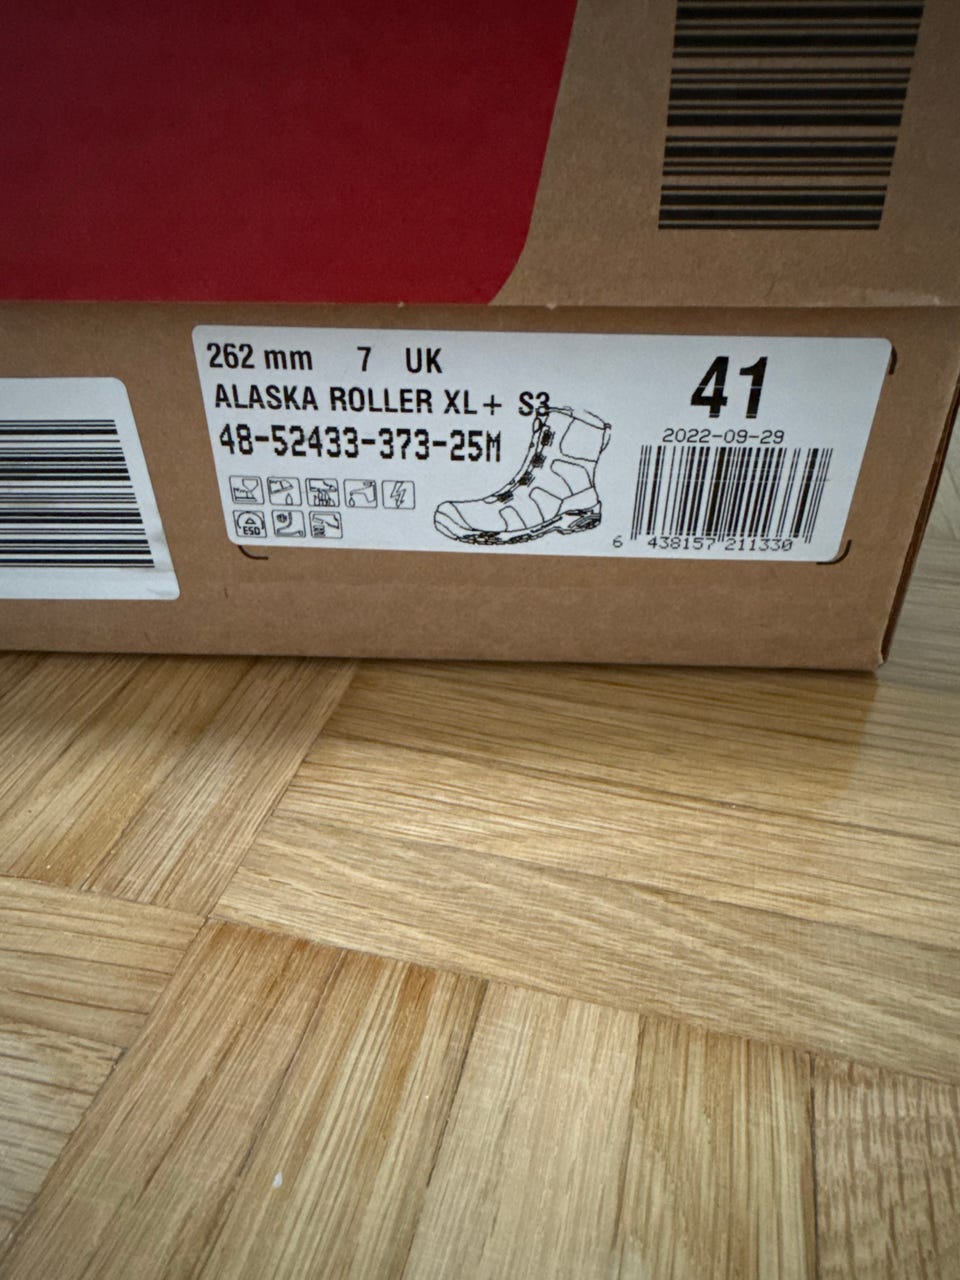 262 mm 7 UK
ALASKA ROLLER XL+ S3
48-52433-373-25M
ESD
41
2022-09-29
6 438157 211330